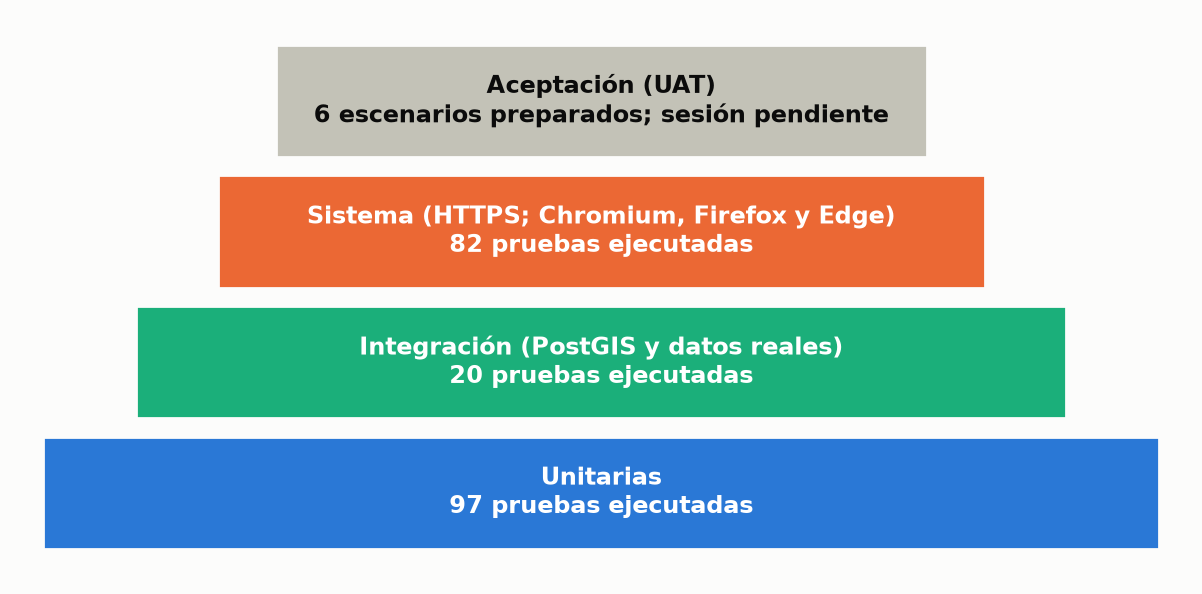 Aceptación (UAT)
6 escenarios preparados; sesión pendiente
Sistema (HTTPS; Chromium, Firefox y Edge)
82 pruebas ejecutadas
Integración (PostGIS y datos reales)
20 pruebas ejecutadas
Unitarias
97 pruebas ejecutadas